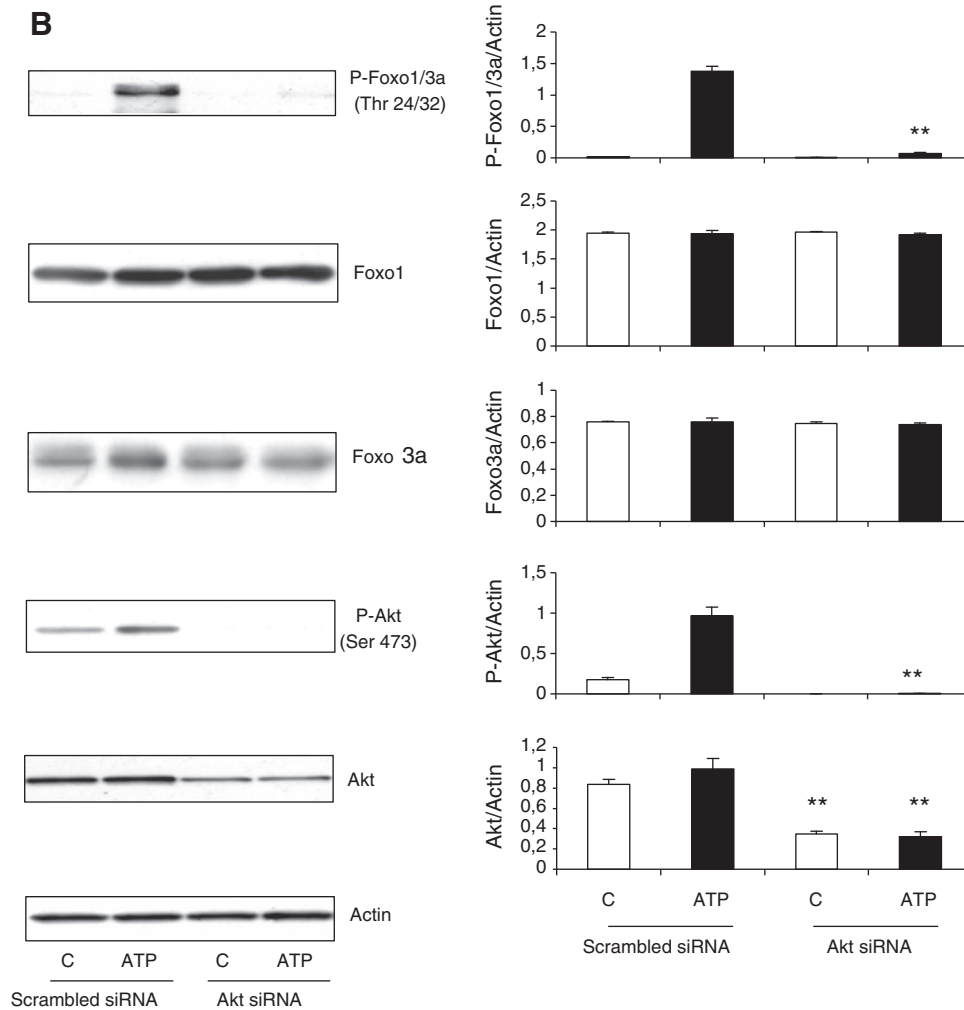 B
P-Foxo1/3a
(Thr 24/32)
Foxo1
Foxo 3a
P-Akt
(Ser 473)
Akt
Actin
C ATP C ATP
Scrambled siRNA Akt siRNA
P-Foxo1/3a/Actin
2
1,5
1
0,5
0
**
Foxo1/Actin
2,5
2
1,5
1
0,5
0
Foxo3a/Actin
1
0,8
0,6
0,4
0,2
0
P-Akt/Actin
1,5
1
0,5
0
**
Akt/Actin
1,2
1
0,8
0,6
0,4
0,2
0
** **
C ATP C ATP
Scrambled siRNA Akt siRNA